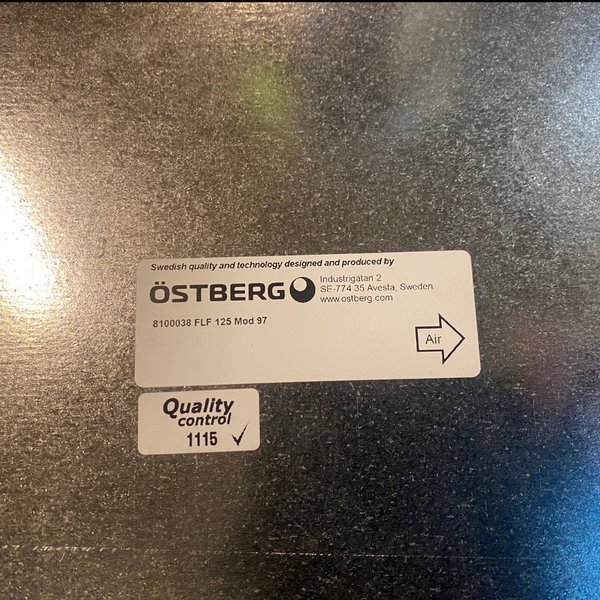 Swedish quality and technology designed and produced by
ÖSTBERG
Industrigatan 2
SE-774 35 Avesta, Sweden
www.ostberg.com
8100038 FLF 125 Mod 97
Air
Quality
control
1115